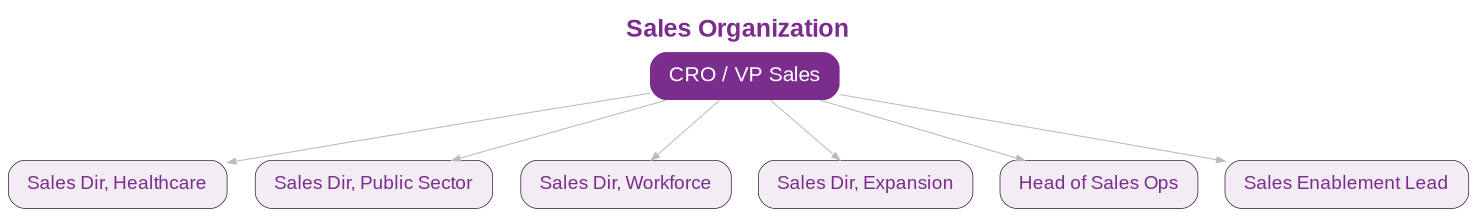 Sales Organization
CRO / VP Sales
Sales Dir, Healthcare
Sales Dir, Public Sector
Sales Dir, Workforce
Sales Dir, Expansion
Head of Sales Ops
Sales Enablement Lead